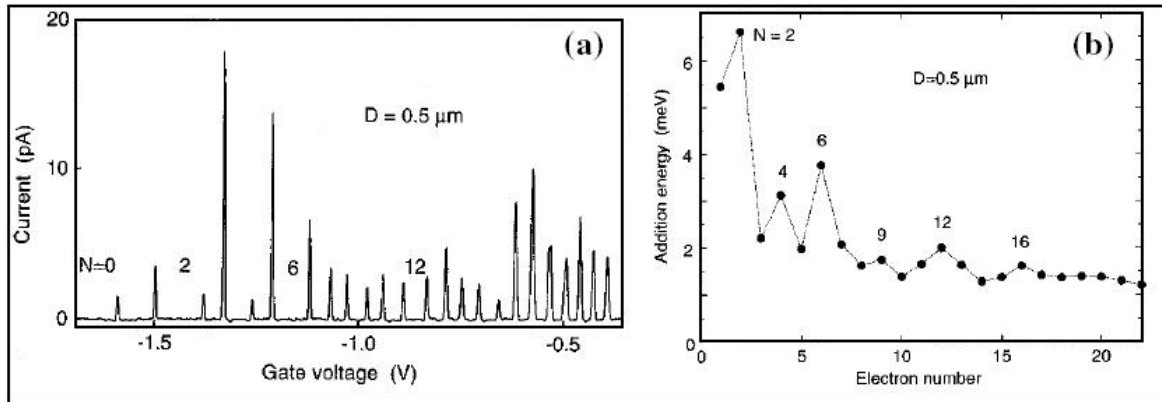 20
(a)
D = 0.5 μm
Current (pA)
10
N=0
2
6
12
0
-1.5
-1.0
-0.5
Gate voltage (V)
N = 2
(b)
6
D=0.5 μm
Addition energy (meV)
6
4
4
12
9
16
2
0
0
5
10
15
20
Electron number